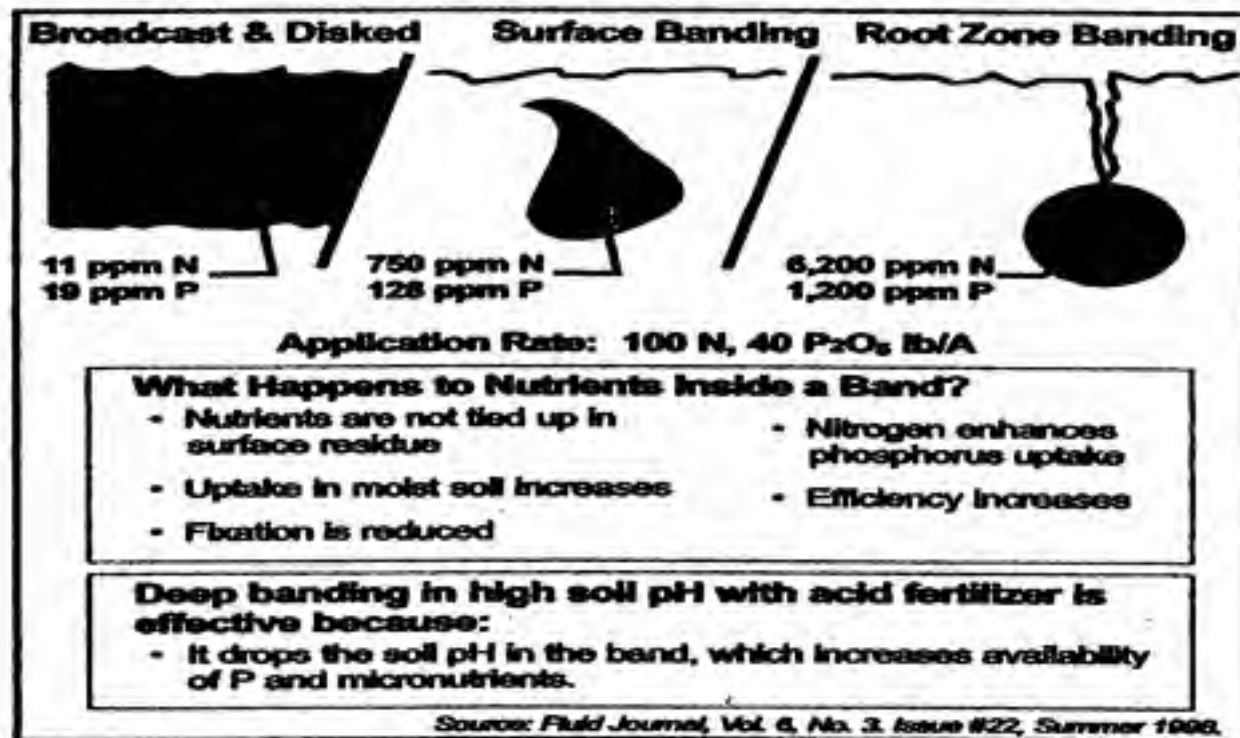 Broadcast & Disked
Surface Banding
Root Zone Banding
11 ppm N
19 ppm P
750 ppm N
128 ppm P
6,200 ppm N
1,200 ppm P
Application Rate: 100 N, 40 P₂O₅ lb/A
What Happens to Nutrients Inside a Band?
- Nutrients are not tied up in
surface residue
- Uptake in moist soil increases
- Fixation is reduced
- Nitrogen enhances
phosphorus uptake
- Efficiency increases
Deep banding in high soil pH with acid fertilizer is
effective because:
- It drops the soil pH in the band, which increases availability
of P and micronutrients.
Source: Fluid Journal, Vol. 6, No. 3. Issue #22, Summer 1998.